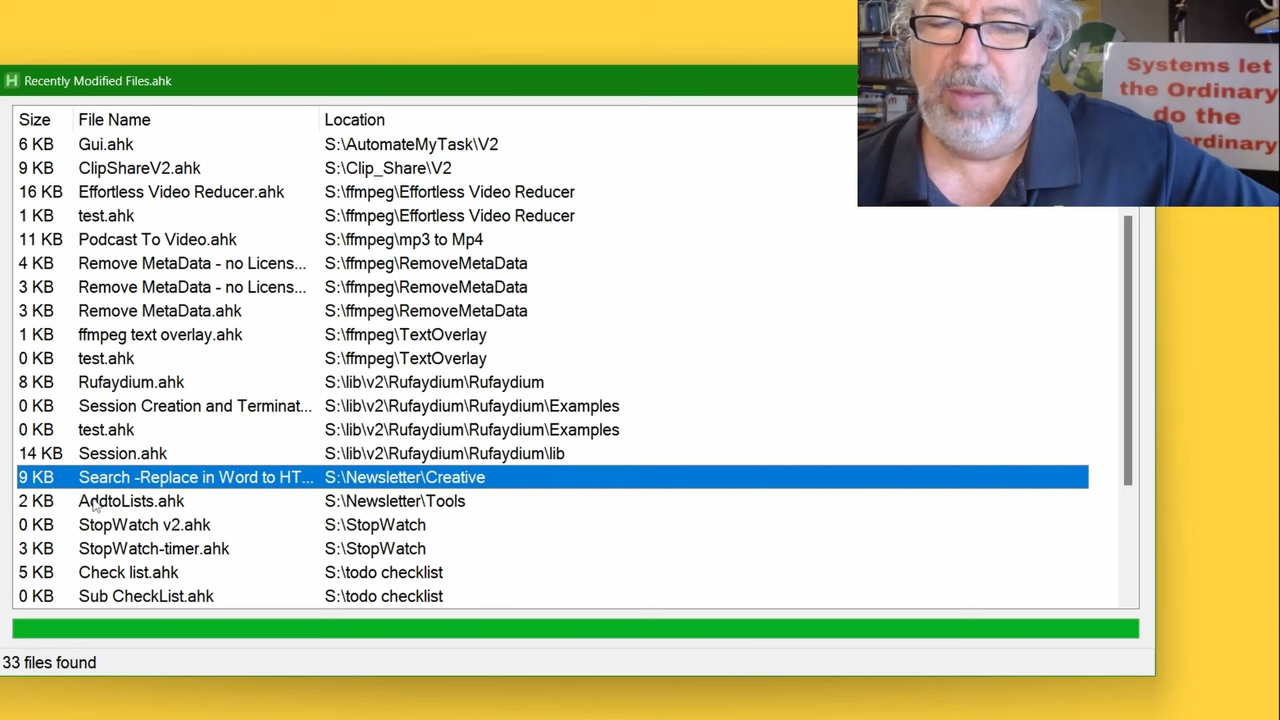 Recently Modified Files.ahk
Size File Name Location
6 KB Gui.ahk S:\AutomateMyTask\V2
9 KB ClipShareV2.ahk S:\Clip_Share\V2
16 KB Effortless Video Reducer.ahk S:\ffmpeg\Effortless Video Reducer
1 KB test.ahk S:\ffmpeg\Effortless Video Reducer
11 KB Podcast To Video.ahk S:\ffmpeg\mp3 to Mp4
4 KB Remove MetaData - no Licens... S:\ffmpeg\RemoveMetaData
3 KB Remove MetaData - no Licens... S:\ffmpeg\RemoveMetaData
3 KB Remove MetaData.ahk S:\ffmpeg\RemoveMetaData
1 KB ffmpeg text overlay.ahk S:\ffmpeg\TextOverlay
0 KB test.ahk S:\ffmpeg\TextOverlay
8 KB Rufaydium.ahk S:\lib\v2\Rufaydium\Rufaydium
0 KB Session Creation and Terminat... S:\lib\v2\Rufaydium\Rufaydium\Examples
0 KB test.ahk S:\lib\v2\Rufaydium\Rufaydium\Examples
14 KB Session.ahk S:\lib\v2\Rufaydium\Rufaydium\lib
9 KB Search -Replace in Word to HT... S:\Newsletter\Creative
2 KB AddtoLists.ahk S:\Newsletter\Tools
0 KB StopWatch v2.ahk S:\StopWatch
3 KB StopWatch-timer.ahk S:\StopWatch
5 KB Check list.ahk S:\todo checklist
0 KB Sub CheckList.ahk S:\todo checklist
33 files found
Systems let
the Ordinary
do the
rdinary